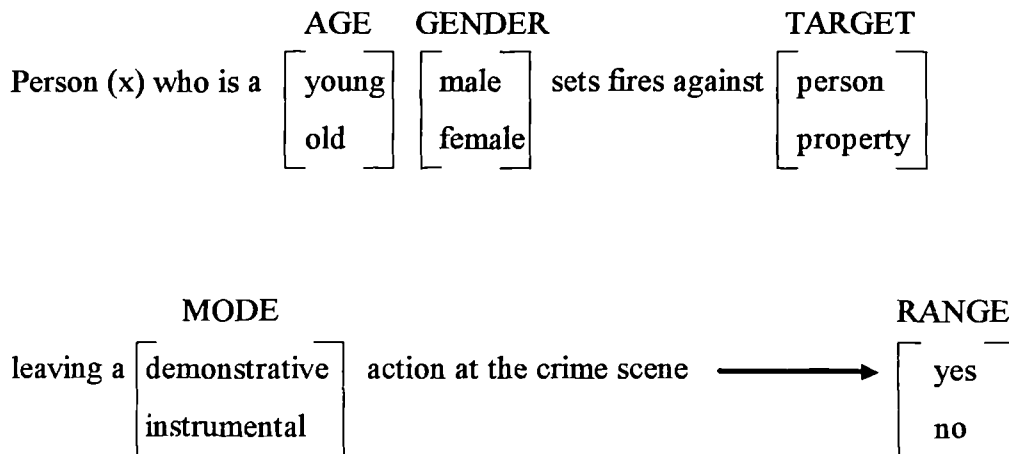 AGE GENDER TARGET
Person (x) who is a young male sets fires against person
old female property
MODE RANGE
leaving a demonstrative action at the crime scene yes
instrumental no